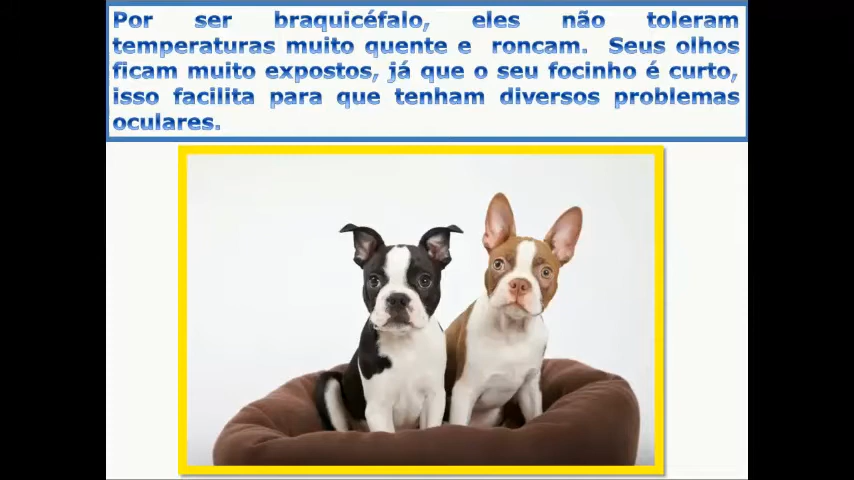 Por ser braquicéfalo, eles não toleram
temperaturas muito quente e roncam. Seus olhos
ficam muito expostos, já que o seu focinho é curto,
isso facilita para que tenham diversos problemas
oculares.